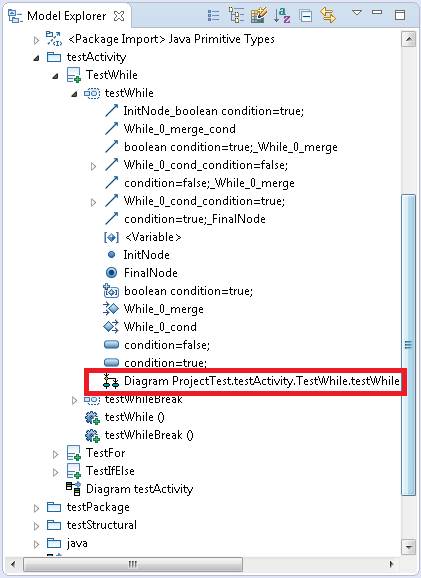 Model Explorer
<Package Import> Java Primitive Types
testActivity
TestWhile
testWhile
InitNode_boolean condition=true;
While_0_merge_cond
boolean condition=true;_While_0_merge
While_0_cond_condition=false;
condition=false;_While_0_merge
While_0_cond_condition=true;
condition=true;_FinalNode
<Variable>
InitNode
FinalNode
boolean condition=true;
While_0_merge
While_0_cond
condition=false;
condition=true;
Diagram ProjectTest.testActivity.TestWhile.testWhile
testWhileBreak
testWhile ()
testWhileBreak ()
TestFor
TestIfElse
Diagram testActivity
testPackage
testStructural
java